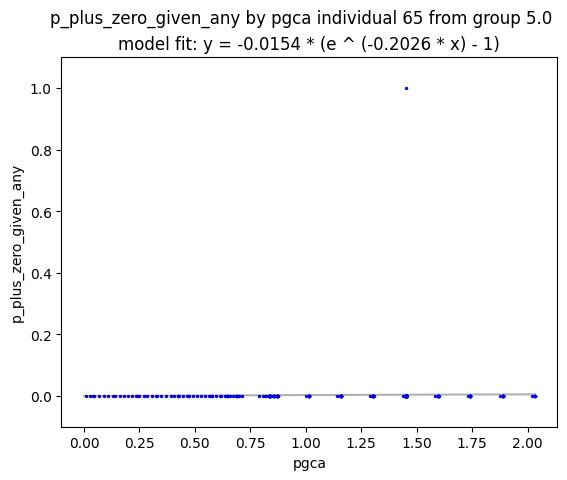 p_plus_zero_given_any by pgca individual 65 from group 5.0
model fit: y = -0.0154 * (e ^ (-0.2026 * x) - 1)
1.0
0.8
0.6
0.4
0.2
0.0
p_plus_zero_given_any
0.00 0.25 0.50 0.75 1.00 1.25 1.50 1.75 2.00
pgca